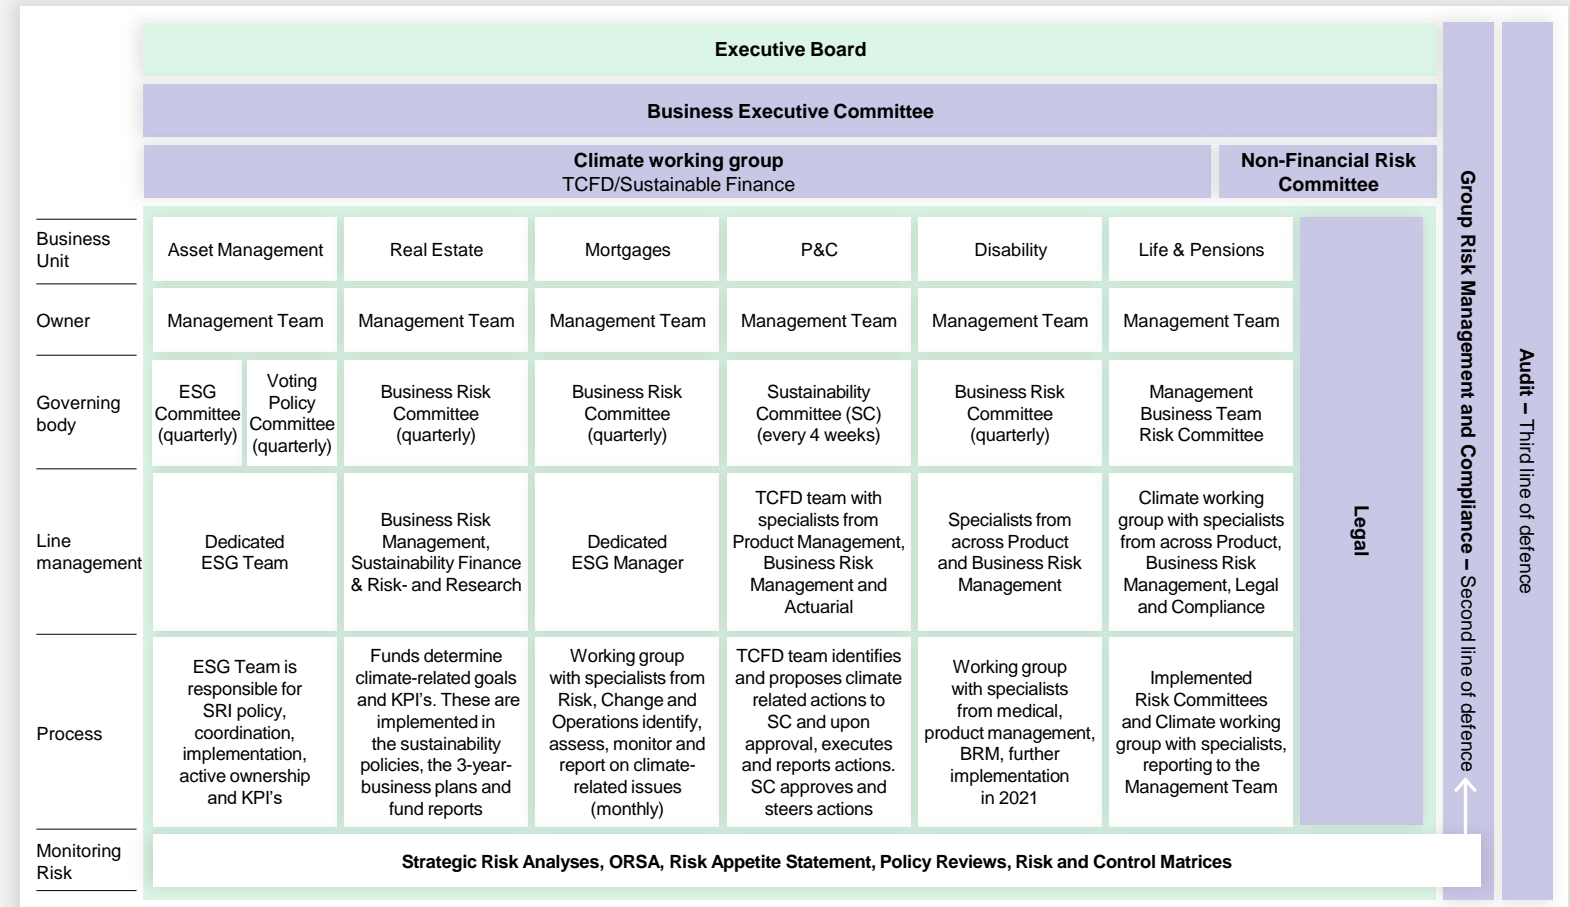 Executive Board
Business Executive Committee
Climate working group
TCFD/Sustainable Finance
Non-Financial Risk
Committee
Business
Unit
Asset Management
Real Estate
Mortgages
P&C
Disability
Life & Pensions
Owner
Management Team
Management Team
Management Team
Management Team
Management Team
Management Team
Governing
body
ESG
Committee
(quarterly)
Voting
Policy
Committee
(quarterly)
Business Risk
Committee
(quarterly)
Business Risk
Committee
(quarterly)
Sustainability
Committee (SC)
(every 4 weeks)
Business Risk
Committee
(quarterly)
Management
Business Team
Risk Committee
Line
management
Dedicated
ESG Team
Business Risk
Management,
Sustainability Finance
& Risk- and Research
Dedicated
ESG Manager
TCFD team with
specialists from
Product Management,
Business Risk
Management and
Actuarial
Specialists from
across Product
and Business Risk
Management
Climate working
group with specialists
from across Product,
Business Risk
Management, Legal
and Compliance
Process
ESG Team is
responsible for
SRI policy,
coordination,
implementation,
active ownership
and KPI’s
Funds determine
climate-related goals
and KPI’s. These are
implemented in
the sustainability
policies, the 3-year-
business plans and
fund reports
Working group
with specialists from
Risk, Change and
Operations identify,
assess, monitor and
report on climate-
related issues
(monthly)
TCFD team identifies
and proposes climate
related actions to
SC and upon
approval, executes
and reports actions.
SC approves and
steers actions
Working group
with specialists
from medical,
product management,
BRM, further
implementation
in 2021
Implemented
Risk Committees
and Climate working
group with specialists,
reporting to the
Management Team
Legal
Monitoring
Risk
Strategic Risk Analyses, ORSA, Risk Appetite Statement, Policy Reviews, Risk and Control Matrices
Group Risk Management and Compliance – Second line of defence
Audit – Third line of defence